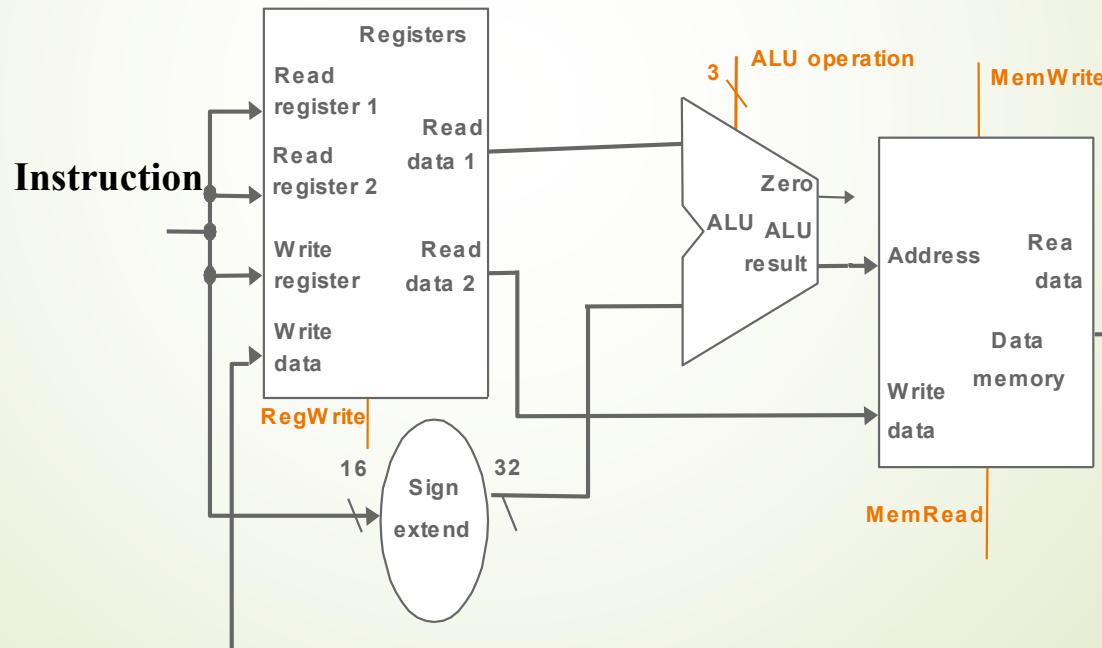 Instruction
Registers
Read
register 1
Read
register 2
Write
register
Write
data
Read
data 1
Read
data 2
RegWrite
16
Sign
extend
32
3
ALU operation
Zero
ALU
ALU
result
MemWrite
Address
Rea
data
Data
memory
Write
data
MemRead